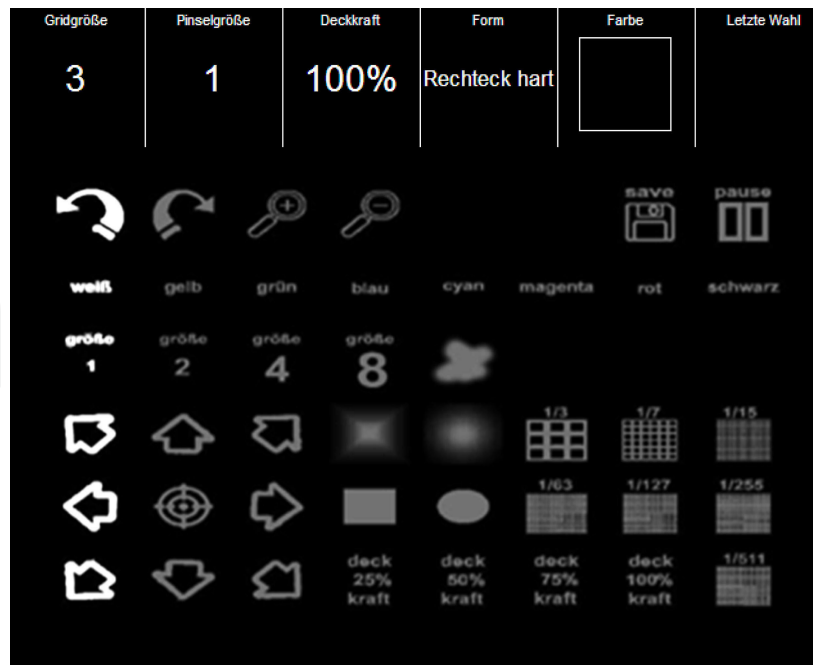 Gridgröße Pinselgröße Deckkraft Form Farbe Letzte Wahl
3 1 100% Rechteck hart
save pause
weiß gelb grün blau cyan magenta rot schwarz
größe größe größe größe
1 2 4 8
1/3 1/7 1/15
1/63 1/127 1/255
deck deck deck deck 1/511
25% 50% 75% 100%
kraft kraft kraft kraft